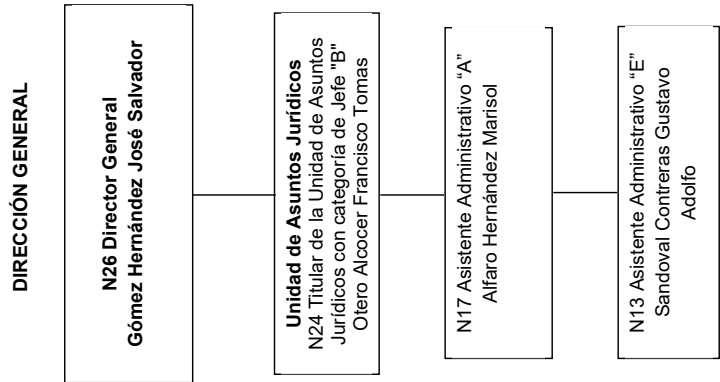 DIRECCIÓN GENERAL
N26 Director General
Gómez Hernández José Salvador
Unidad de Asuntos Jurídicos
N24 Titular de la Unidad de Asuntos
Jurídicos con categoría de Jefe "B"
Otero Alcocer Francisco Tomas
N17 Asistente Administrativo “A”
Alfaro Hernández Marisol
N13 Asistente Administrativo “E”
Sandoval Contreras Gustavo
Adolfo